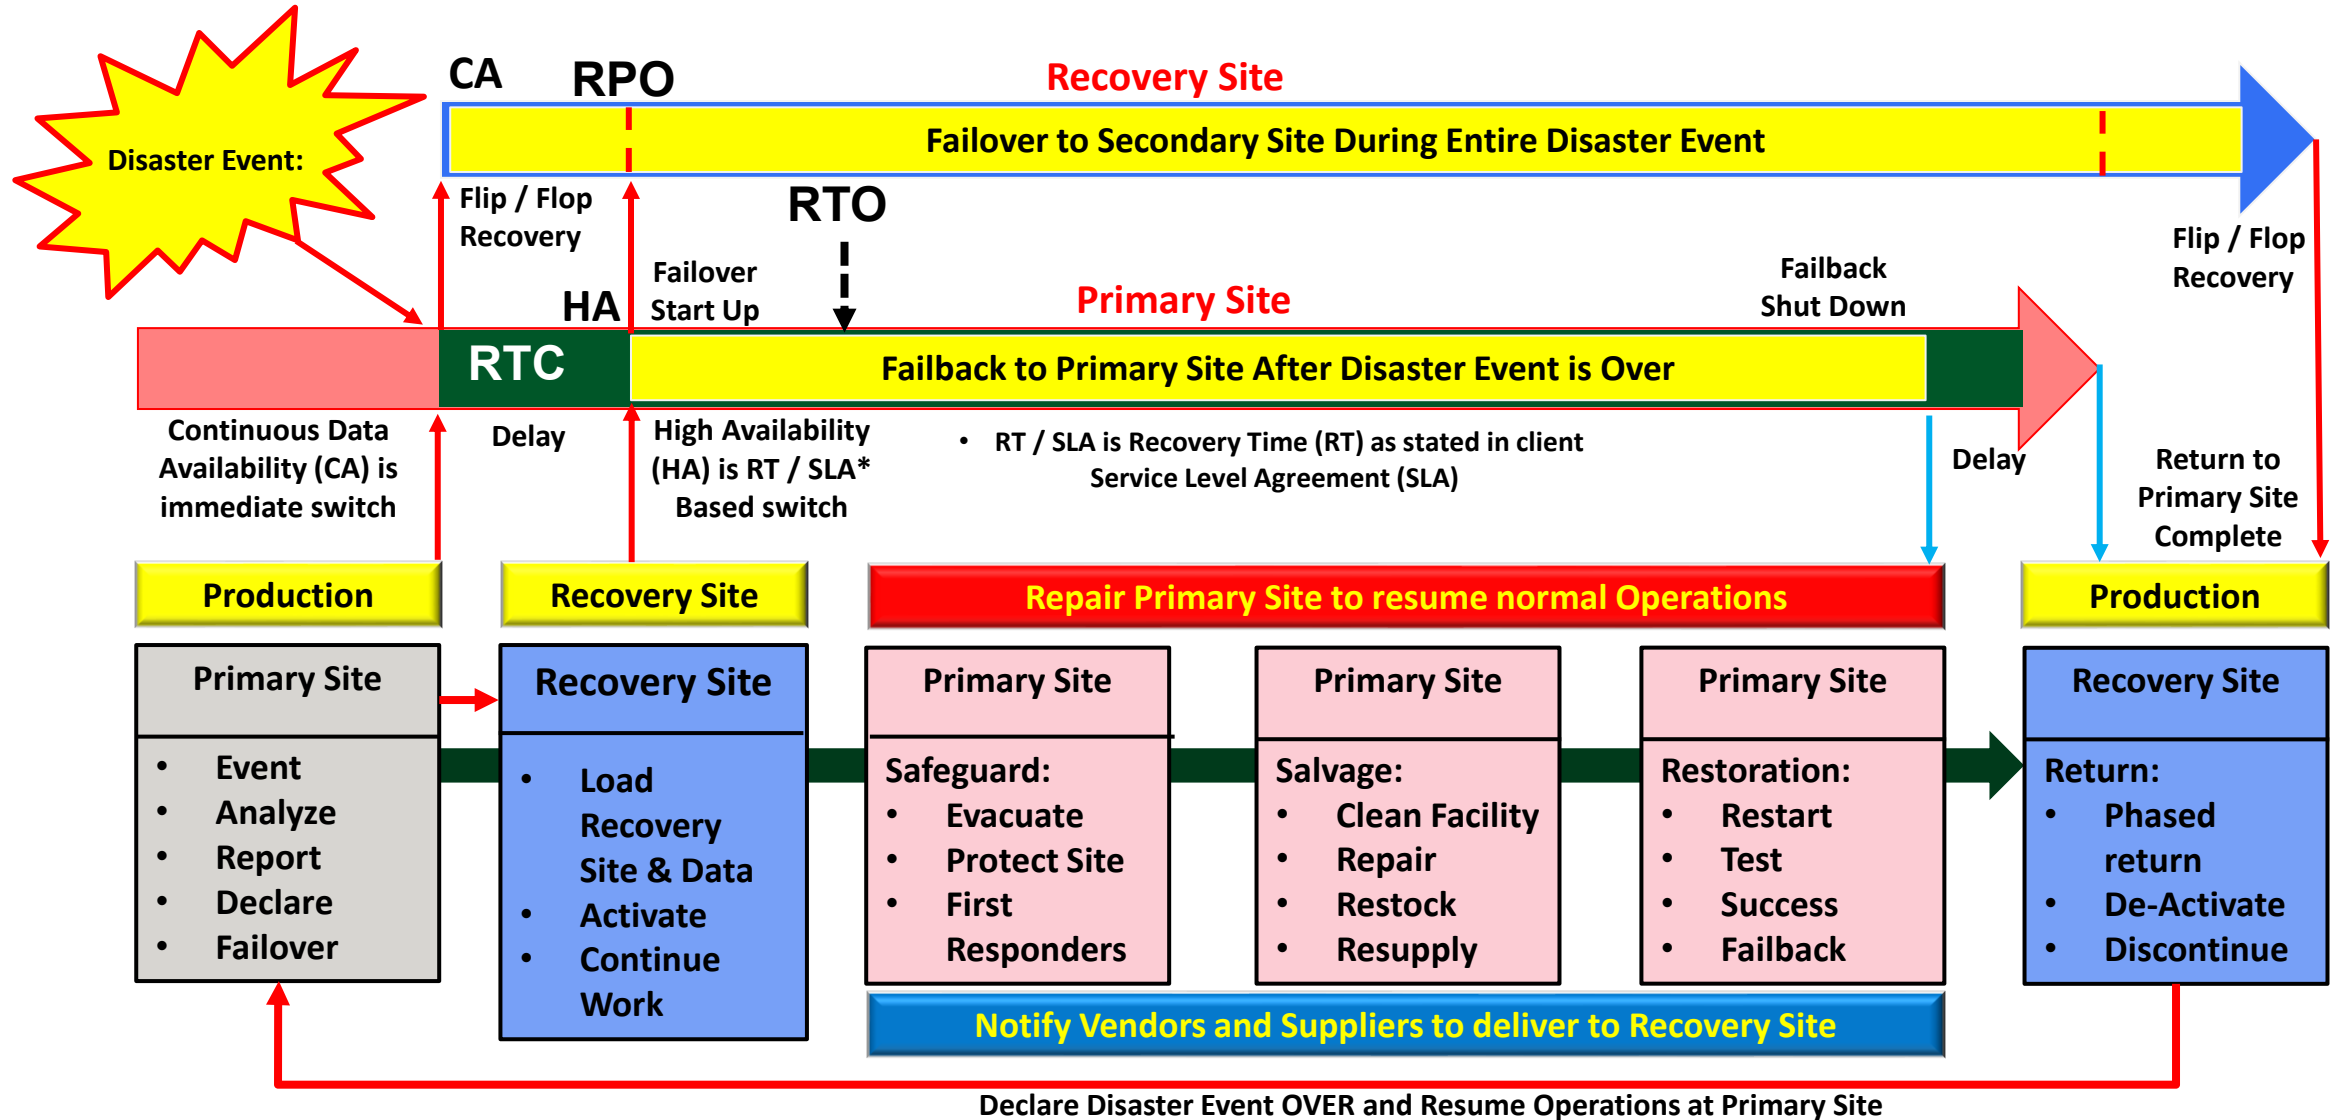 CA
RPO
Recovery Site
Disaster Event:
Failover to Secondary Site During Entire Disaster Event
Flip / Flop
Recovery
RTO
Flip / Flop
Recovery
HA
Failover
Start Up
Primary Site
Failback
Shut Down
RTC
Failback to Primary Site After Disaster Event is Over
Continuous Data
Availability (CA) is
immediate switch
Delay
High Availability
(HA) is RT / SLA*
Based switch
• RT / SLA is Recovery Time (RT) as stated in client
Service Level Agreement (SLA)
Delay
Return to
Primary Site
Complete
Production
Recovery Site
Repair Primary Site to resume normal Operations
Production
Primary Site
• Event
• Analyze
• Report
• Declare
• Failover
Recovery Site
• Load
Recovery
Site & Data
• Activate
• Continue
Work
Primary Site
Safeguard:
• Evacuate
• Protect Site
• First
Responders
Primary Site
Salvage:
• Clean Facility
• Repair
• Restock
• Resupply
Primary Site
Restoration:
• Restart
• Test
• Success
• Failback
Recovery Site
Return:
• Phased
return
• De-Activate
• Discontinue
Notify Vendors and Suppliers to deliver to Recovery Site
Declare Disaster Event OVER and Resume Operations at Primary Site